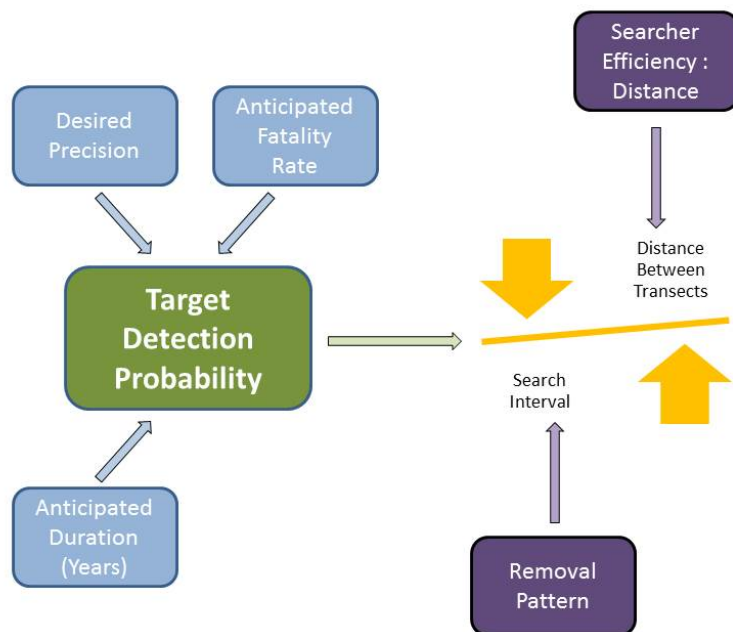 Searcher
Efficiency :
Distance
Desired
Precision
Anticipated
Fatality
Rate
Distance
Between
Transects
Target
Detection
Probability
Search
Interval
Anticipated
Duration
(Years)
Removal
Pattern